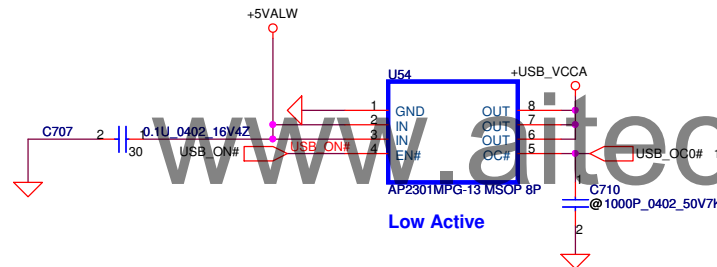 +5VALW
U54
+USB_VCCA
C707
2
1
0.1U_0402_16V4Z
30
USB_ON#
USB_ON#
1
2
3
4
GND
IN
IN
EN#
OUT
OUT
OUT
OC#
8
7
6
5
USB_OC0#
1
AP2301MPG-13 MSOP 8P
Low Active
1
C710
@
1000P_0402_50V7K
2
www.aitec